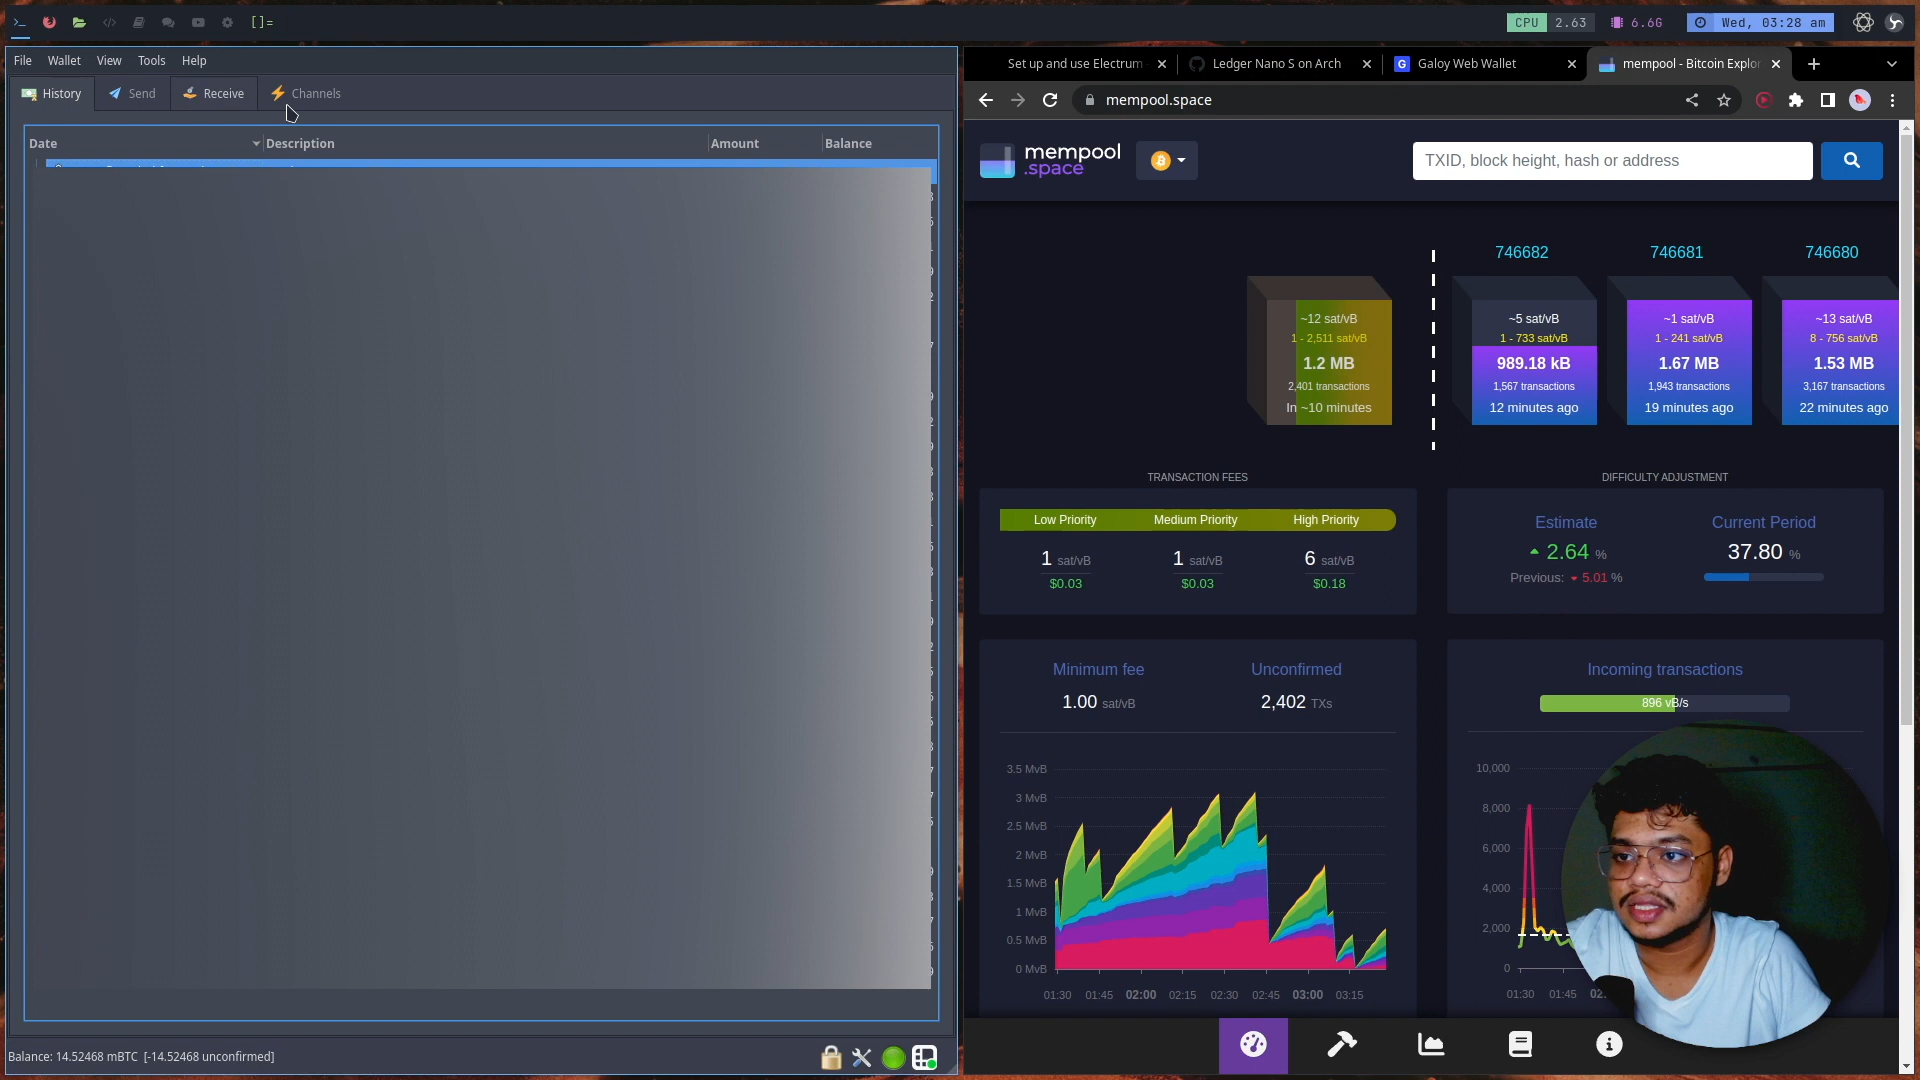 []=
CPU 2.63 6.6G Wed, 03:28 am
File Wallet View Tools Help
History Send Receive Channels
Date Description Amount Balance
Balance: 14.52468 mBTC [-14.52468 unconfirmed]
Set up and use Electrum
Ledger Nano S on Arch
G Galoy Web Wallet
mempool - Bitcoin Explor
mempool.space
mempool
.space
TXID, block height, hash or address
~12 sat/vB
1 - 2,511 sat/vB
1.2 MB
2,401 transactions
In ~10 minutes
746682
~5 sat/vB
1 - 733 sat/vB
989.18 kB
1,567 transactions
12 minutes ago
746681
~1 sat/vB
1 - 241 sat/vB
1.67 MB
1,943 transactions
19 minutes ago
746680
~13 sat/vB
8 - 756 sat/vB
1.53 MB
3,167 transactions
22 minutes ago
TRANSACTION FEES
Low Priority Medium Priority High Priority
1 sat/vB 1 sat/vB 6 sat/vB
$0.03 $0.03 $0.18
DIFFICULTY ADJUSTMENT
Estimate Current Period
2.64 % 37.80 %
Previous: 5.01 %
Minimum fee Unconfirmed
1.00 sat/vB 2,402 TXs
3.5 MvB
3 MvB
2.5 MvB
2 MvB
1.5 MvB
1 MvB
0.5 MvB
0 MvB
01:30 01:45 02:00 02:15 02:30 02:45 03:00 03:15
Incoming transactions
896 vB/s
10,000
8,000
6,000
4,000
2,000
0
01:30 01:45 02: